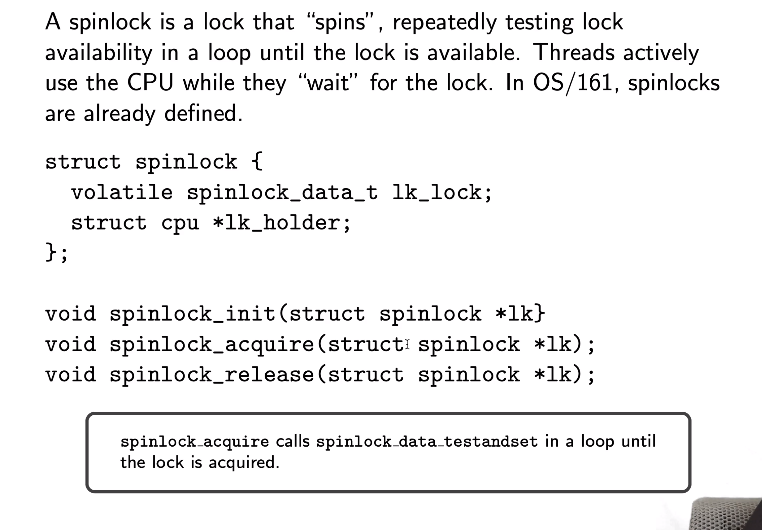 A spinlock is a lock that “spins”, repeatedly testing lock
availability in a loop until the lock is available. Threads actively
use the CPU while they “wait” for the lock. In OS/161, spinlocks
are already defined.
struct spinlock {
  volatile spinlock_data_t lk_lock;
  struct cpu *lk_holder;
};
void spinlock_init(struct spinlock *lk}
void spinlock_acquire(struct spinlock *lk);
void spinlock_release(struct spinlock *lk);
spinlock_acquire calls spinlock_data_testandset in a loop until
the lock is acquired.